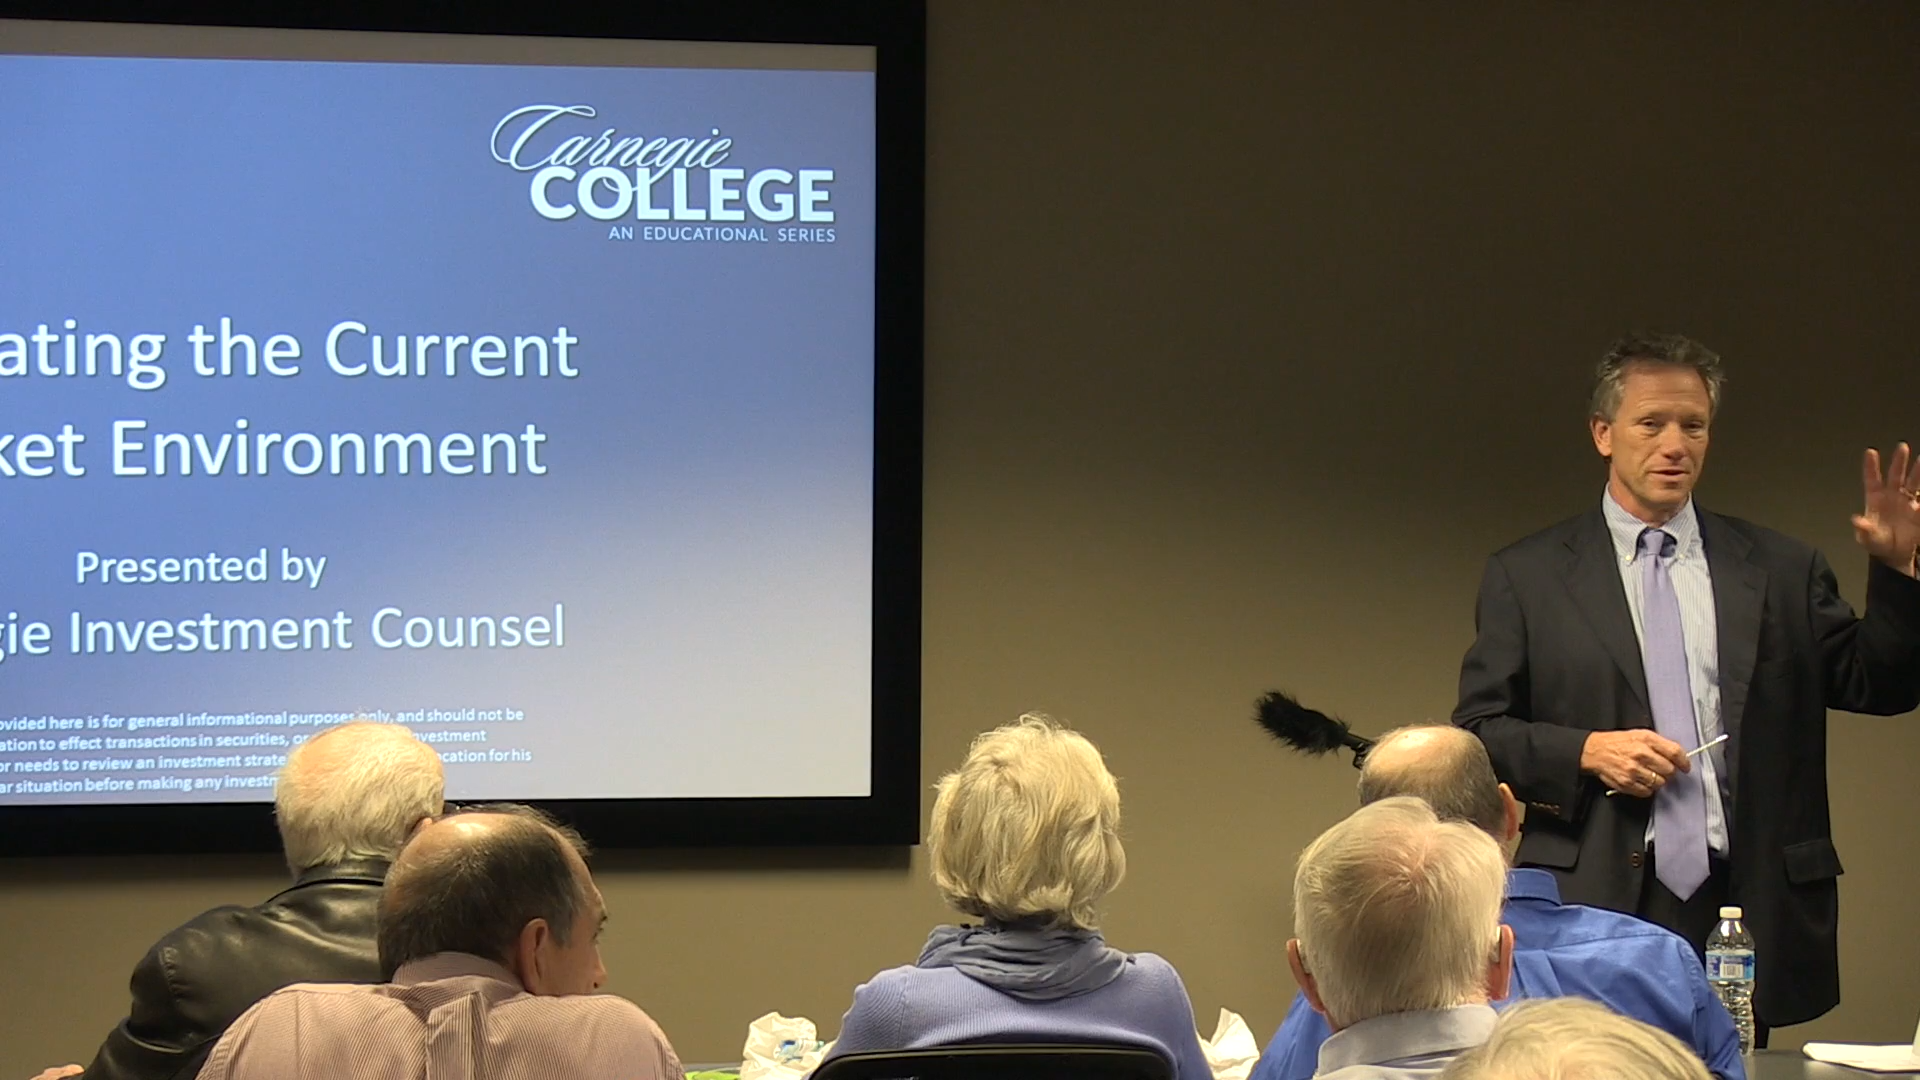 Carnegie
COLLEGE
AN EDUCATIONAL SERIES
ating the Current
ket Environment
Presented by
gie Investment Counsel
ovided here is for general informational purposes only, and should not be
ation to effect transactions in securities, or nvestment
or needs to review an investment strate cation for his
ar situation before making any investm